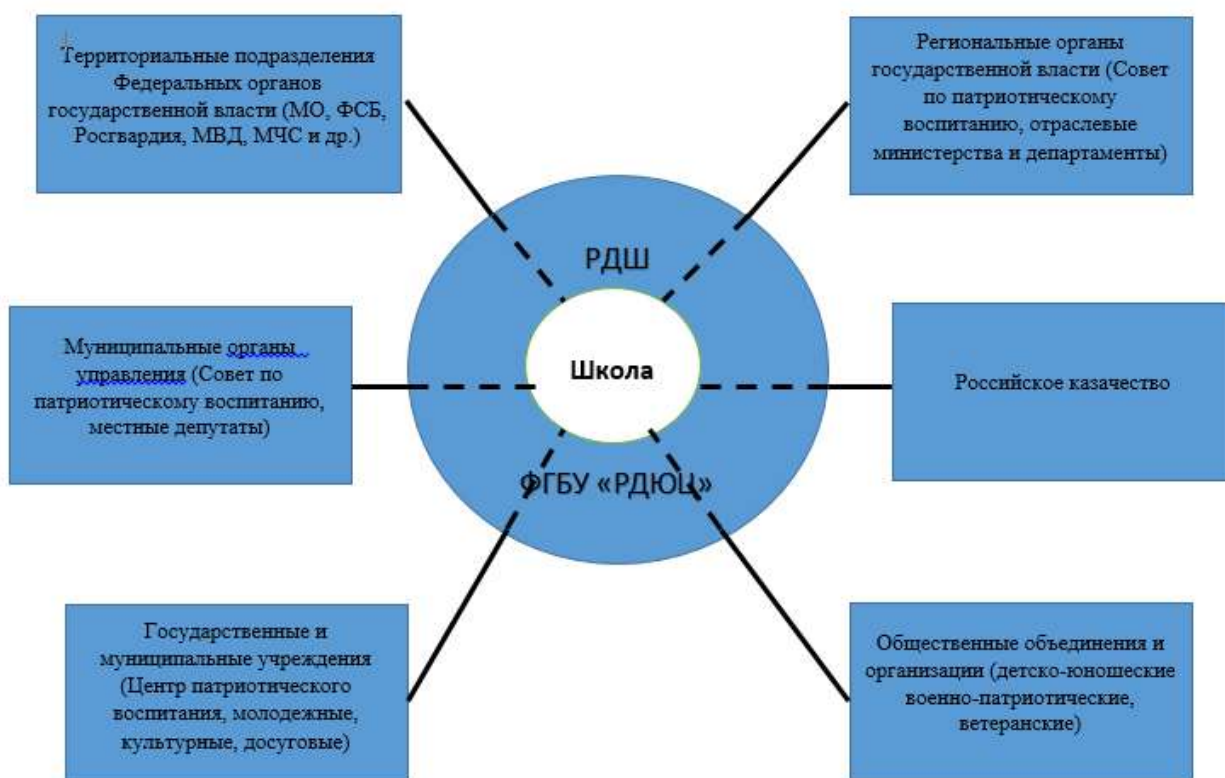 Территориальные подразделения
Федеральных органов
государственной власти (МО, ФСБ,
Росгвардия, МВД, МЧС и др.)
Региональные органы
государственной власти (Совет
по патриотическому
воспитанию, отраслевые
министерства и департаменты)
РДШ
Муниципальные органы
управления (Совет по
патриотическому воспитанию,
местные депутаты)
Школа
Российское казачество
ФГБУ «РДЮЦ»
Государственные и
муниципальные учреждения
(Центр патриотического
воспитания, молодежные,
культурные, досуговые)
Общественные объединения и
организации (детско-юношеские
военно-патриотические,
ветеранские)